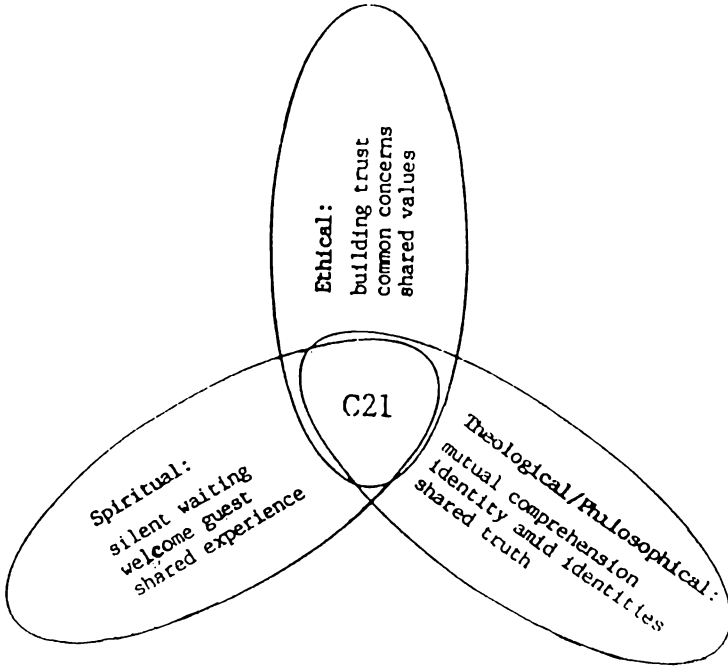 Ethical:
building trust
common concerns
shared values
C21
Spiritual:
silent waiting
welcome guest
shared experience
Theological/Philosophical:
mutual comprehension
identity amid identities
shared truth